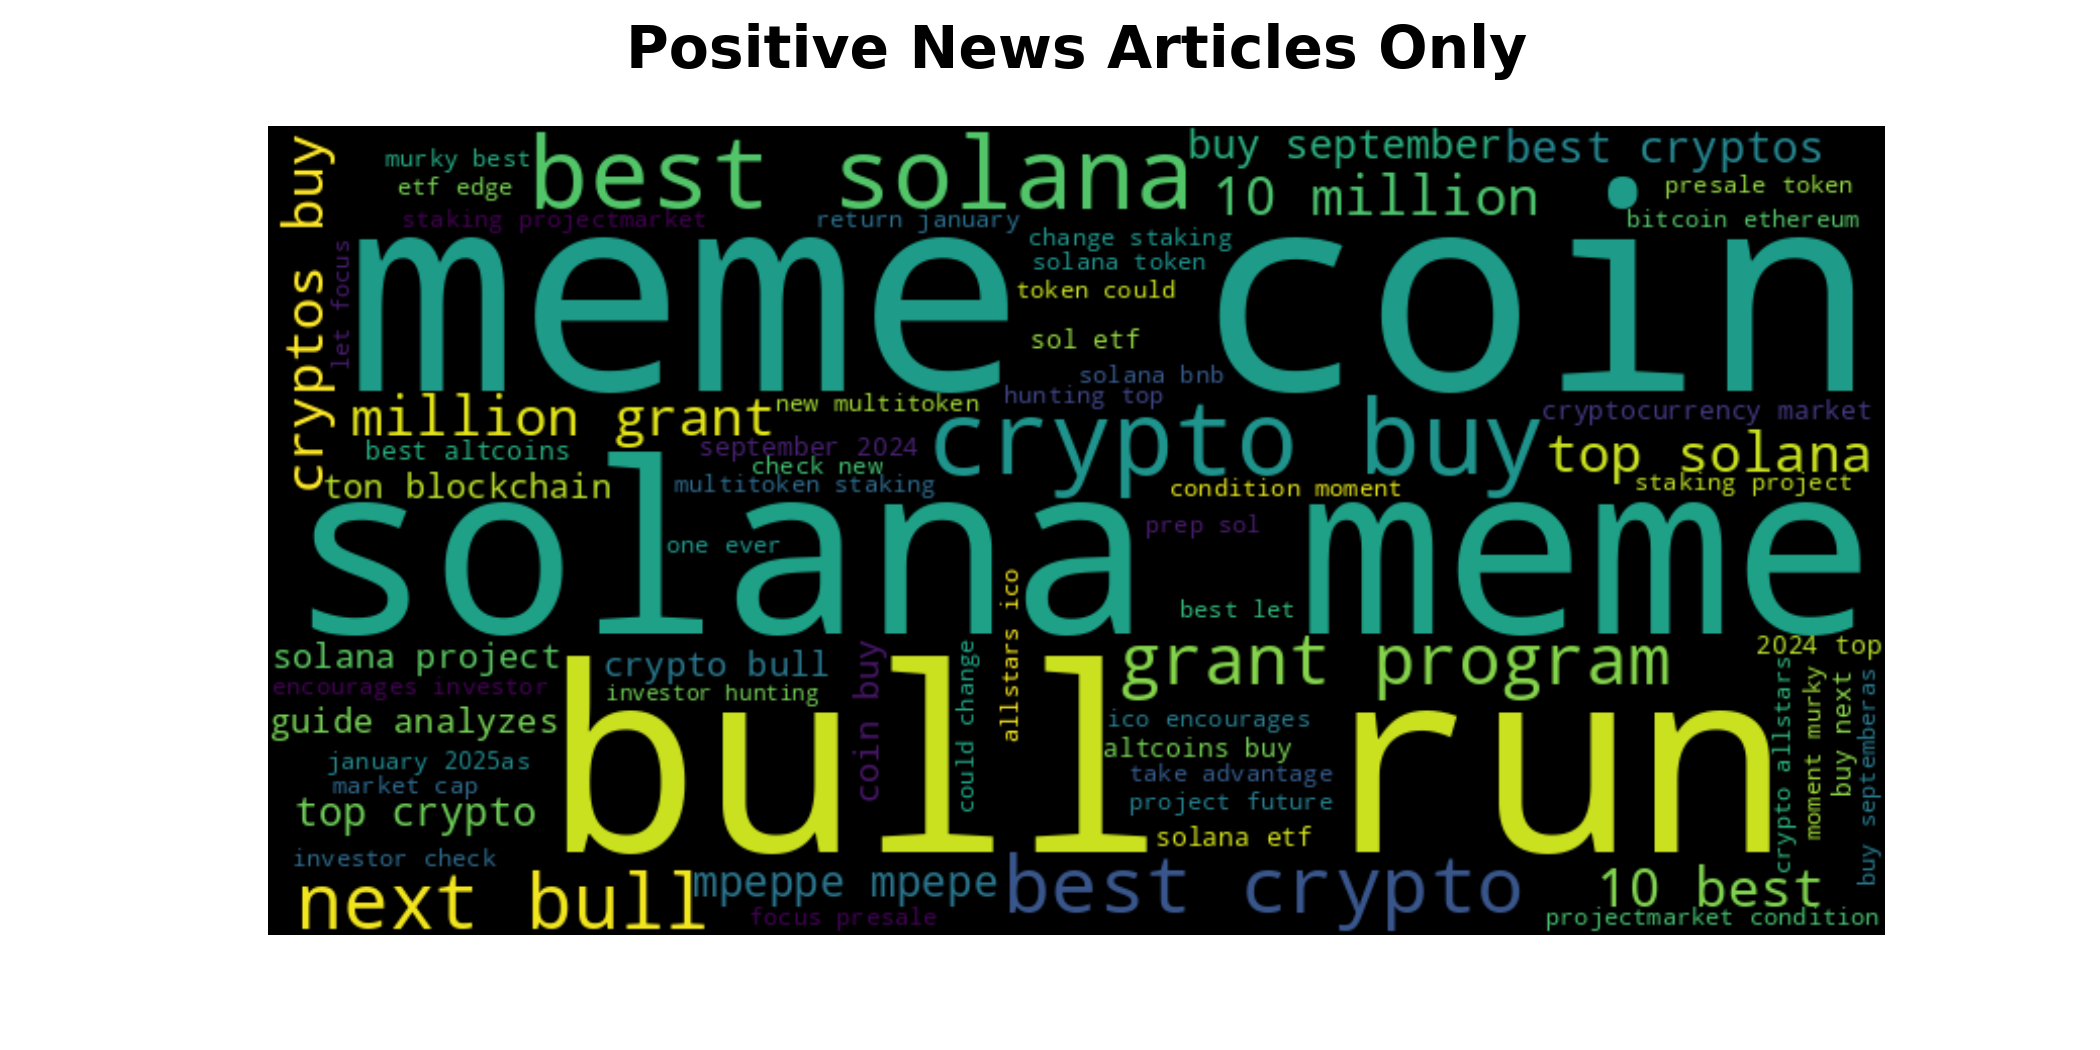 Positive News Articles Only
cryptos buy
murky best
best solana
buy september
best cryptos
etf edge
10 million
presale token
staking projectmarket
return january
bitcoin ethereum
let focus
meme coin
change staking
solana token
token could
sol etf
solana bnb
hunting top
million grant
new multitoken
crypto buy
cryptocurrency market
best altcoins
september 2024
top solana
check new
ton blockchain
multitoken staking
condition moment
staking project
solana meme
one ever
prep sol
allstars ico
best let
solana project
crypto bull
coin buy
could change
grant program
2024 top
encourages investor
investor hunting
guide analyzes
bull run
ico encourages
altcoins buy
crypto allstars
moment murky
buy next
buy septemberas
january 2025as
take advantage
market cap
project future
top crypto
solana etf
investor check
next bull
mpeppe mpepe
best crypto
10 best
focus presale
projectmarket condition